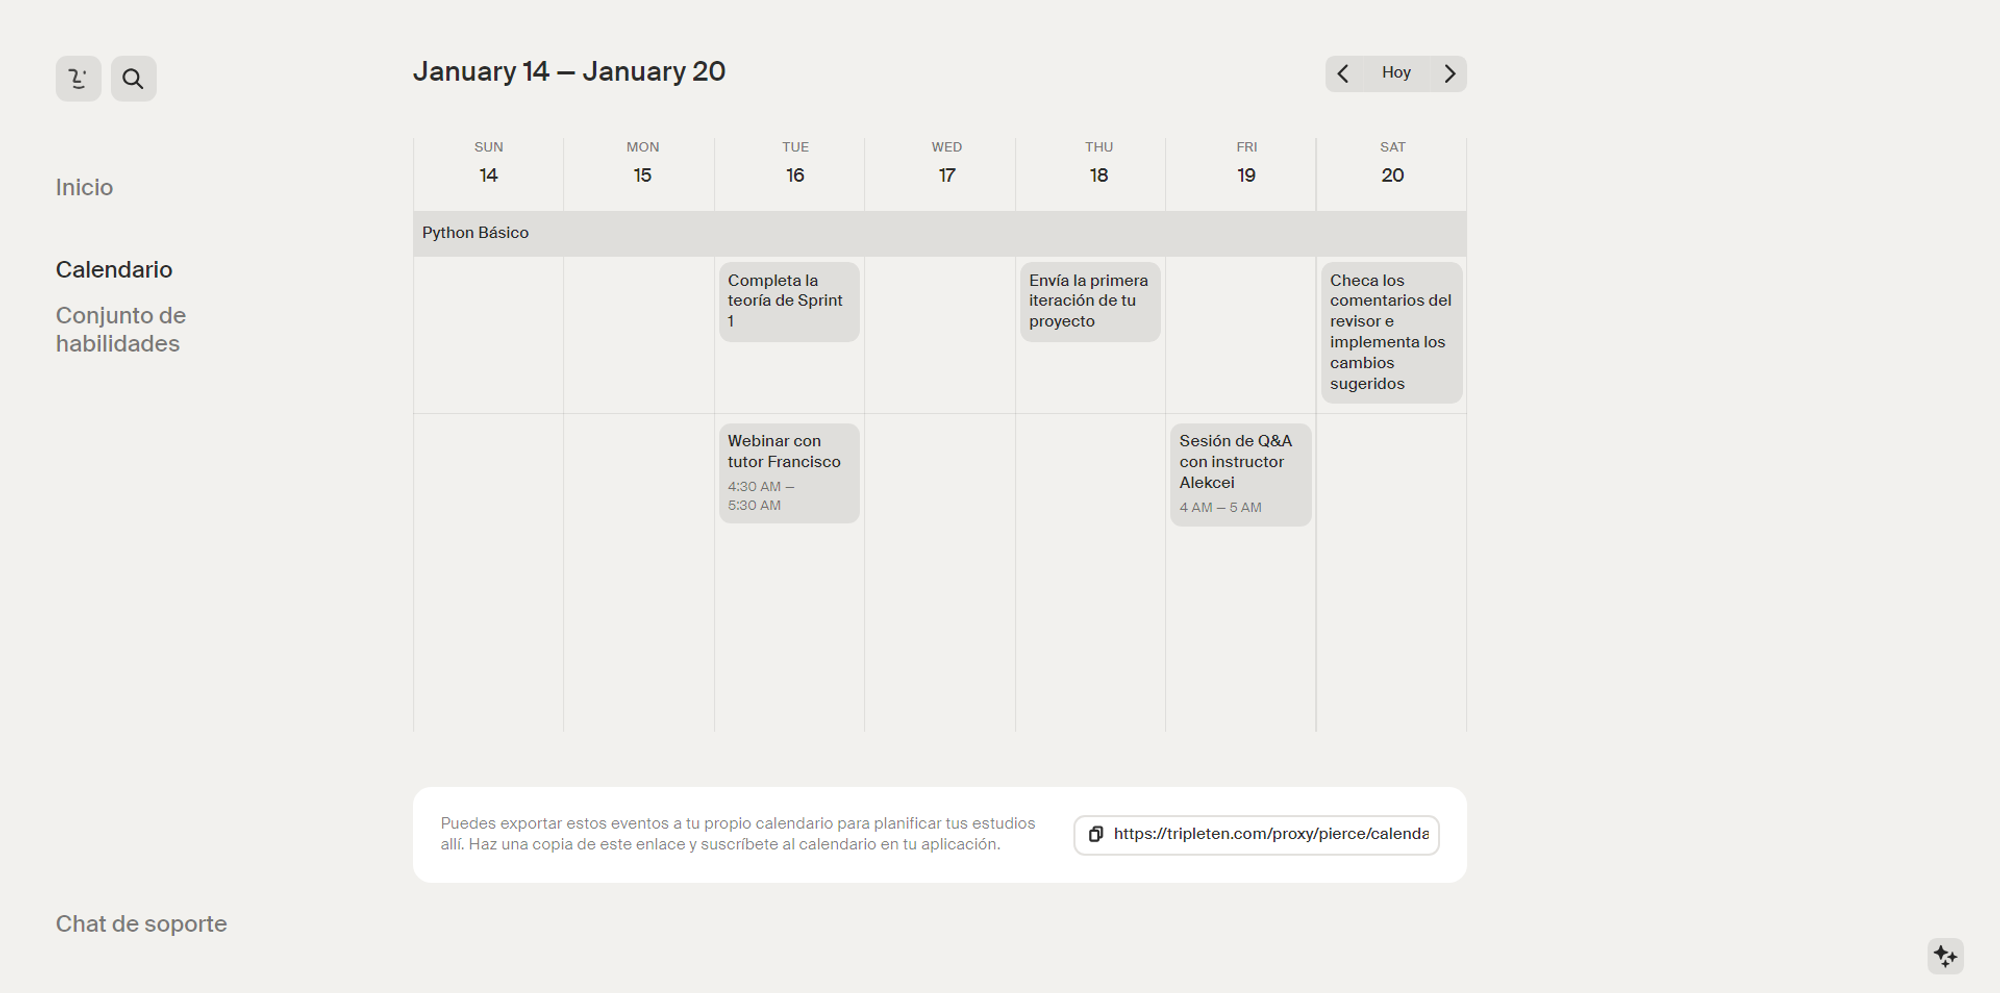 January 14 — January 20
Hoy
Inicio
Calendario
Conjunto de
habilidades
SUN
14
MON
15
TUE
16
WED
17
THU
18
FRI
19
SAT
20
Python Básico
Completa la
teoría de Sprint
1
Envía la primera
iteración de tu
proyecto
Checa los
comentarios del
revisor e
implementa los
cambios
sugeridos
Webinar con
tutor Francisco
4:30 AM —
5:30 AM
Sesión de Q&A
con instructor
Alekcei
4 AM — 5 AM
Puedes exportar estos eventos a tu propio calendario para planificar tus estudios
allí. Haz una copia de este enlace y suscríbete al calendario en tu aplicación.
https://tripleten.com/proxy/pierce/calenda
Chat de soporte